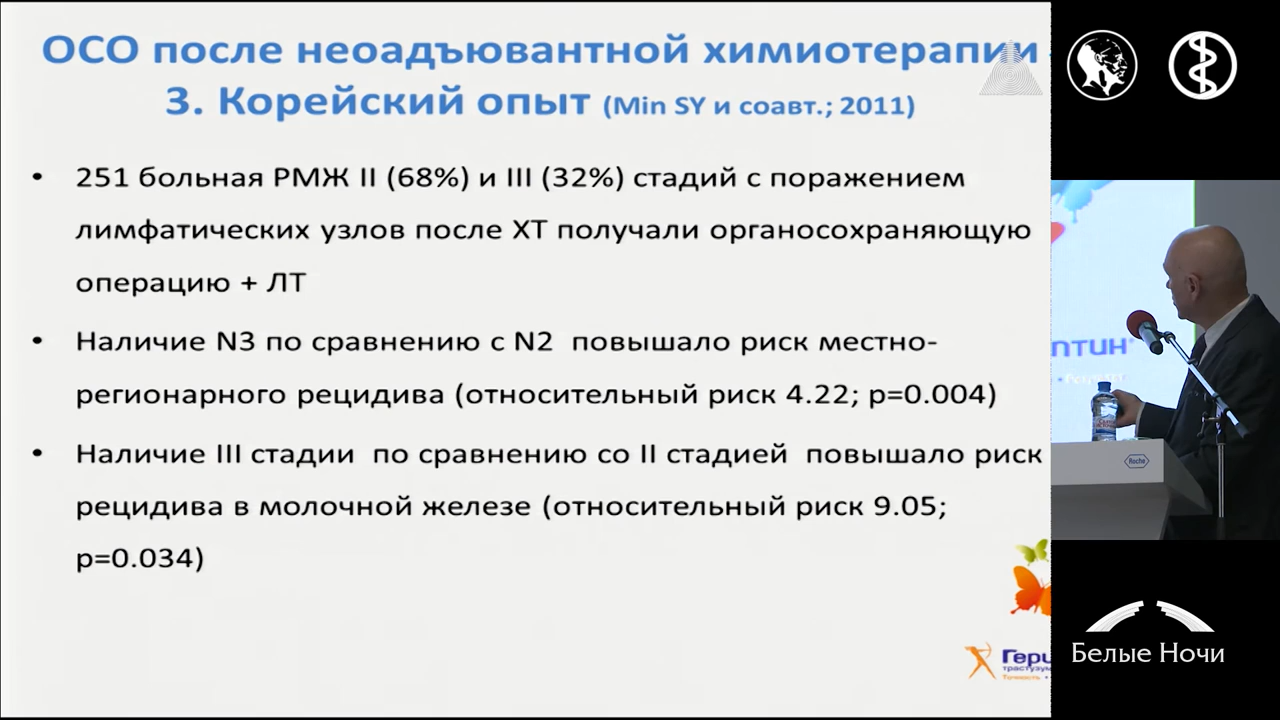 ОСО после неоадъювантной химиотерапии
3. Корейский опыт (Min SY и соавт.; 2011)
• 251 больная РМЖ II (68%) и III (32%) стадий с поражением
лимфатических узлов после ХТ получали органосохраняющую
операцию + ЛТ
• Наличие N3 по сравнению с N2 повышало риск местно-
регионарного рецидива (относительный риск 4.22; p=0.004)
• Наличие III стадии по сравнению со II стадией повышало риск
рецидива в молочной железе (относительный риск 9.05;
p=0.034)
Roche
Белые Ночи